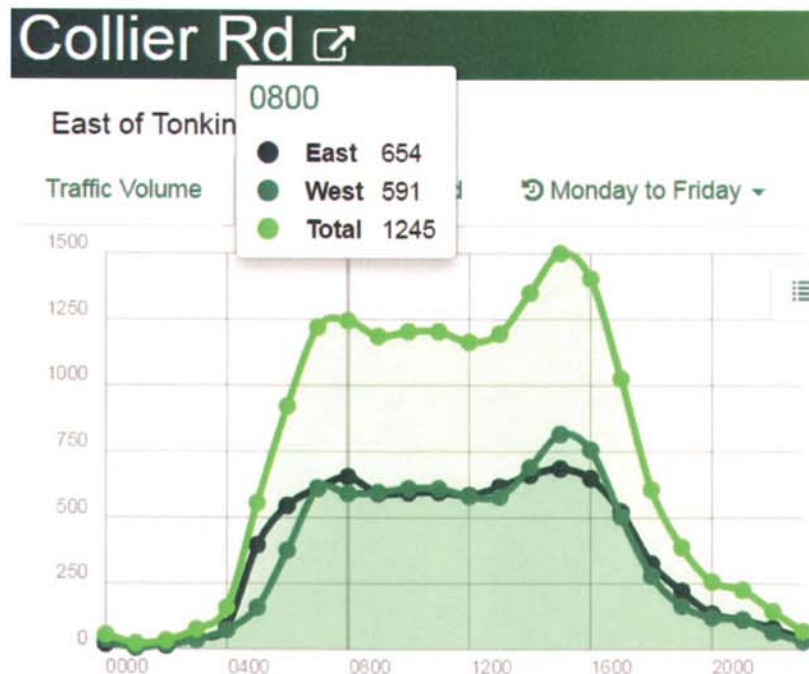 Collier Rd
0800
East of Tonkin
East 654
West 591
Total 1245
Traffic Volume
d
Monday to Friday
1500
1250
1000
750
500
250
0
0000 0400 0800 1200 1600 2000